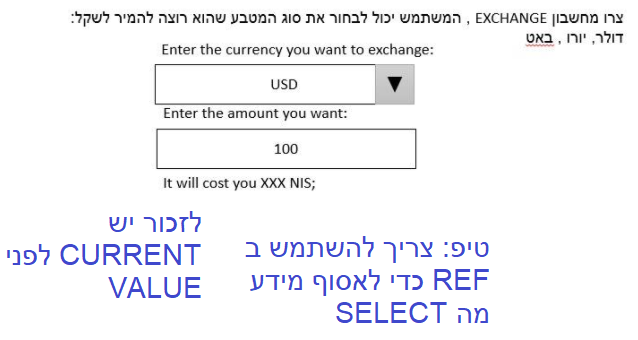 צרו מחשבון EXCHANGE , המשתמש יכול לבחור את סוג המטבע שהוא רוצה להמיר לשקל:
דולר, יורו , באט
Enter the currency you want to exchange:
USD
Enter the amount you want:
100
It will cost you XXX NIS;
לזכור יש
CURRENT לפני
VALUE
טיפ: צריך להשתמש ב
REF כדי לאסוף מידע
מה SELECT